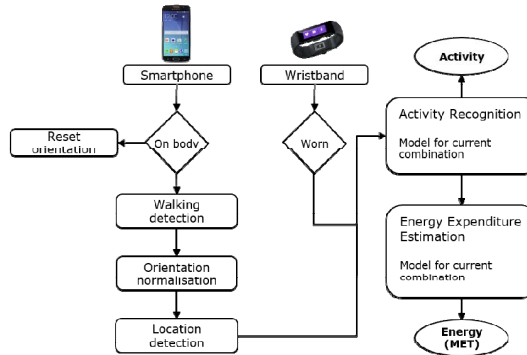 Smartphone
Wristband
Activity
Reset
orientation
On body
Worn
Activity Recognition
Model for current
combination
Walking
detection
Energy Expenditure
Estimation
Model for current
combination
Orientation
normalisation
Location
detection
Energy
(MET)